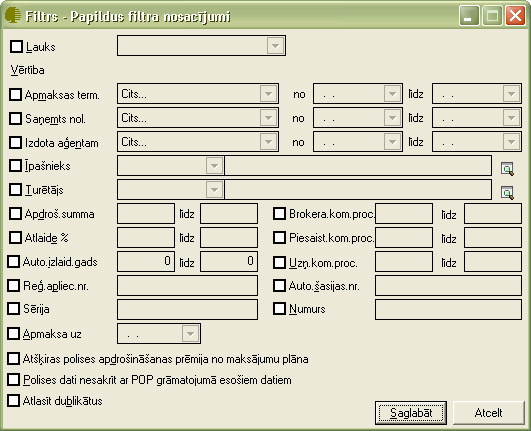 Filtrs - Papildus filtra nosacījumi
Lauks
Vērtība
Apmaksas term. Cits... no . . līdz . .
Saņemts nol. Cits... no . . līdz . .
Izdota aģentam Cits... no . . līdz . .
Īpašnieks
Turētājs
Apdroš.summa līdz Brokera.kom.proc. līdz
Atlaide % līdz Piesaist.kom.proc. līdz
Auto.izlaid.gads 0 līdz 0 Uzņ.kom.proc. līdz
Reģ.apliec.nr. Auto.šasijas.nr.
Sērija Numurs
Apmaksa uz . .
Atšķiras polises apdrošināšanas prēmija no maksājumu plāna
Polises dati nesakrīt ar POP grāmatojumā esošiem datiem
Atlasīt dublikātus
Saglabāt Atcelt